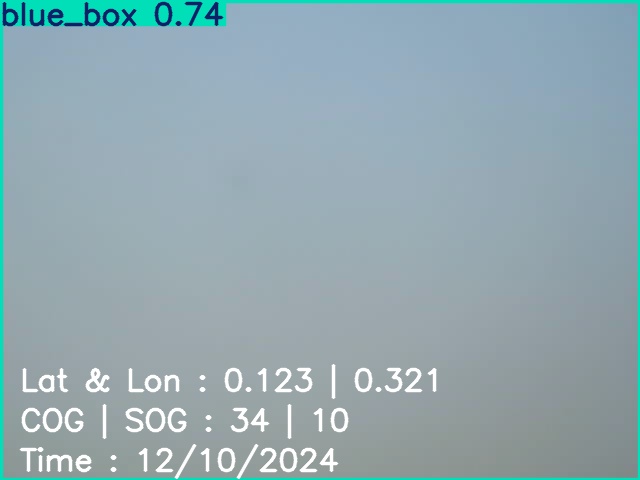 blue_box 0.74
Lat & Lon : 0.123 | 0.321
COG | SOG : 34 | 10
Time : 12/10/2024